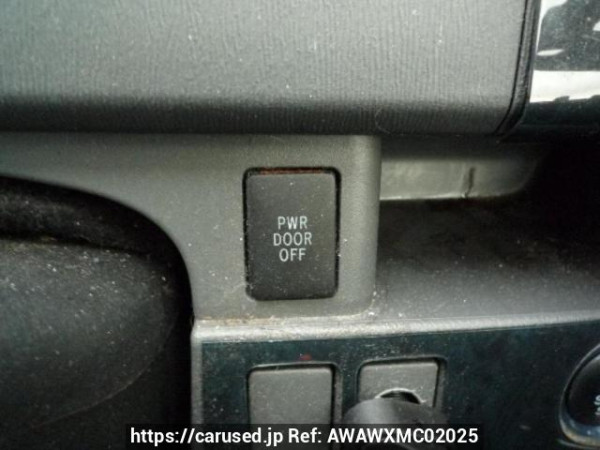 PWR
DOOR
OFF
https://carused.jp Ref: AWAWXMC02025